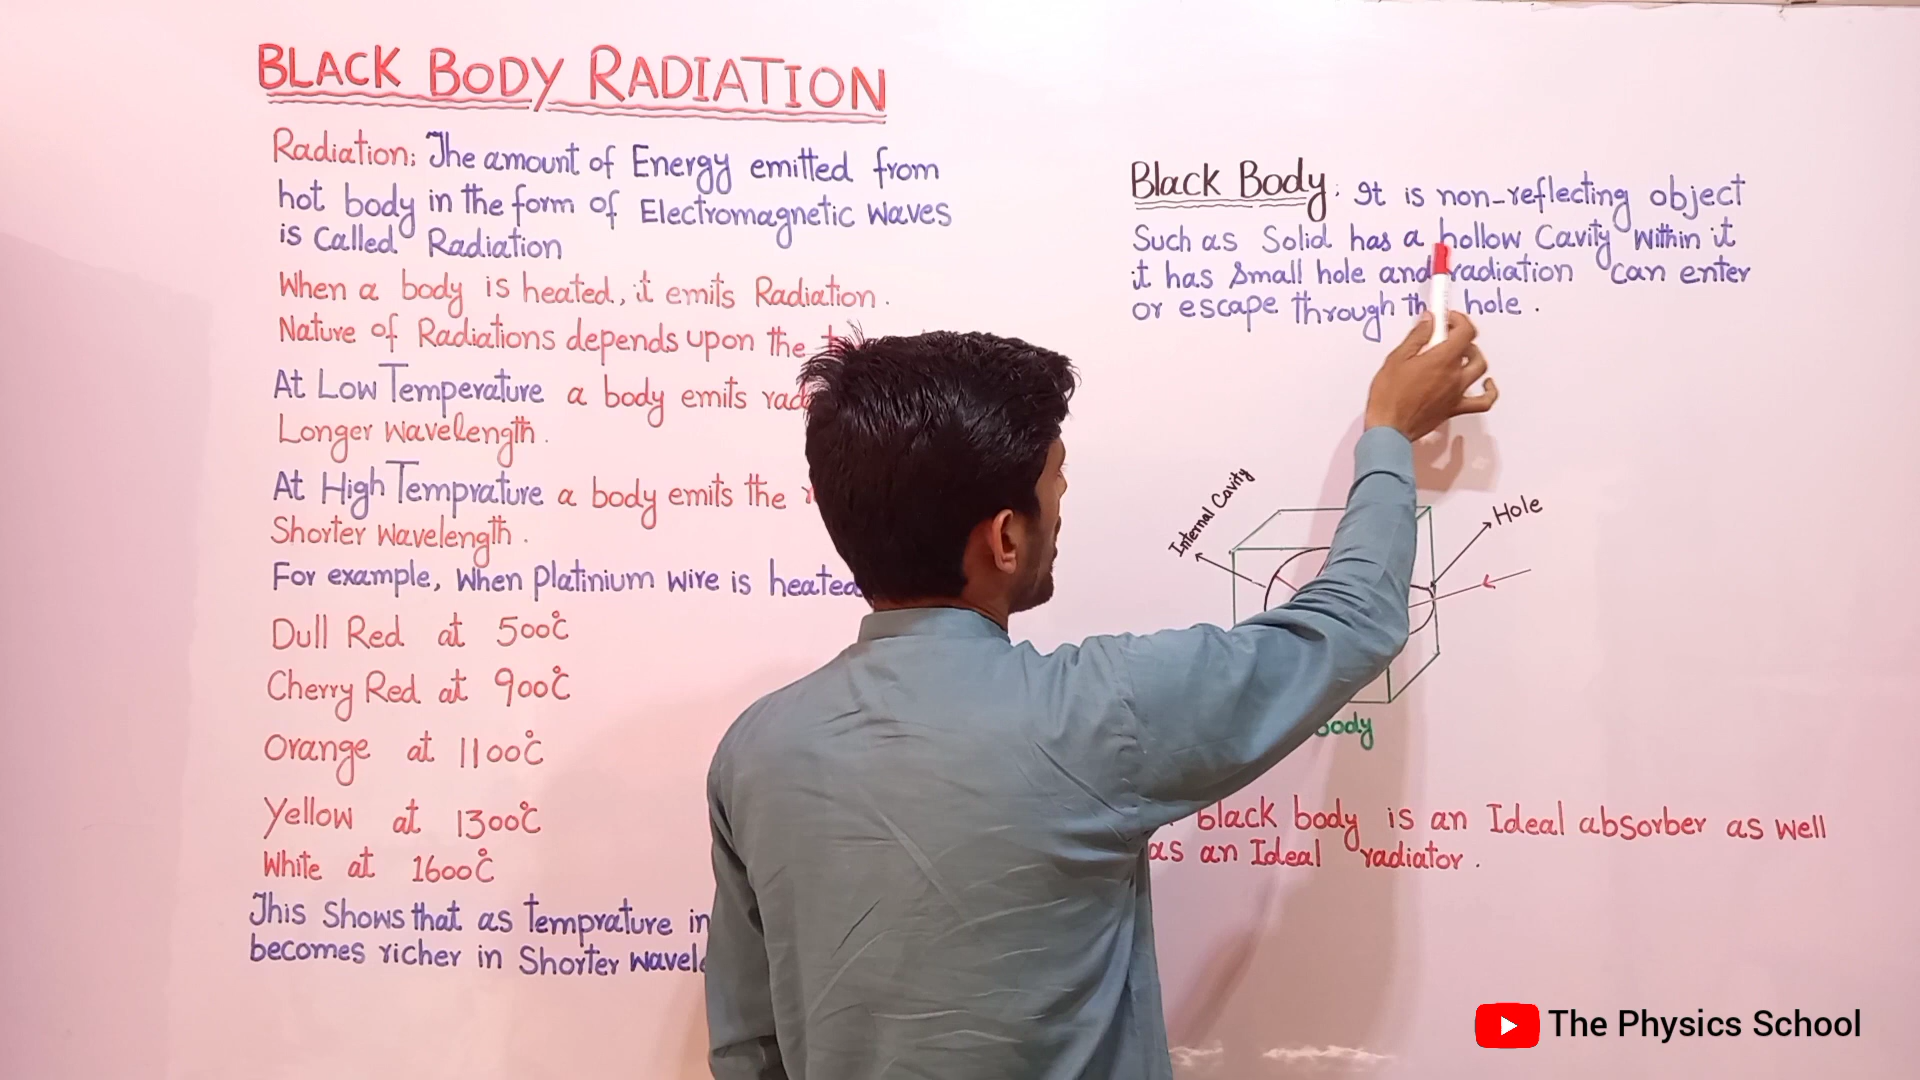 BLACK BODY RADIATION
Radiation; The amount of Energy emitted from
hot body in the form of Electromagnetic Waves
is Called Radiation
When a body is heated, it emits Radiation.
Nature of Radiations depends upon the
At Low Temperature a body emits
Longer Wavelength.
At High Temprature a body emits the
Shorter Wavelength.
For example, when Platinium wire is heated
Dull Red at 500°C
Cherry Red at 900°C
Orange at 1100°C
Yellow at 1300°C
White at 1600°C
This Shows that as temprature
becomes richer in Shorter
Black Body: It is non-reflecting object
Such as Solid has a hollow Cavity within it
it has small hole and radiation can enter
or escape through hole.
Internal Cavity
Hole
body
black body is an Ideal absorber as well
as an Ideal radiator.
The Physics School